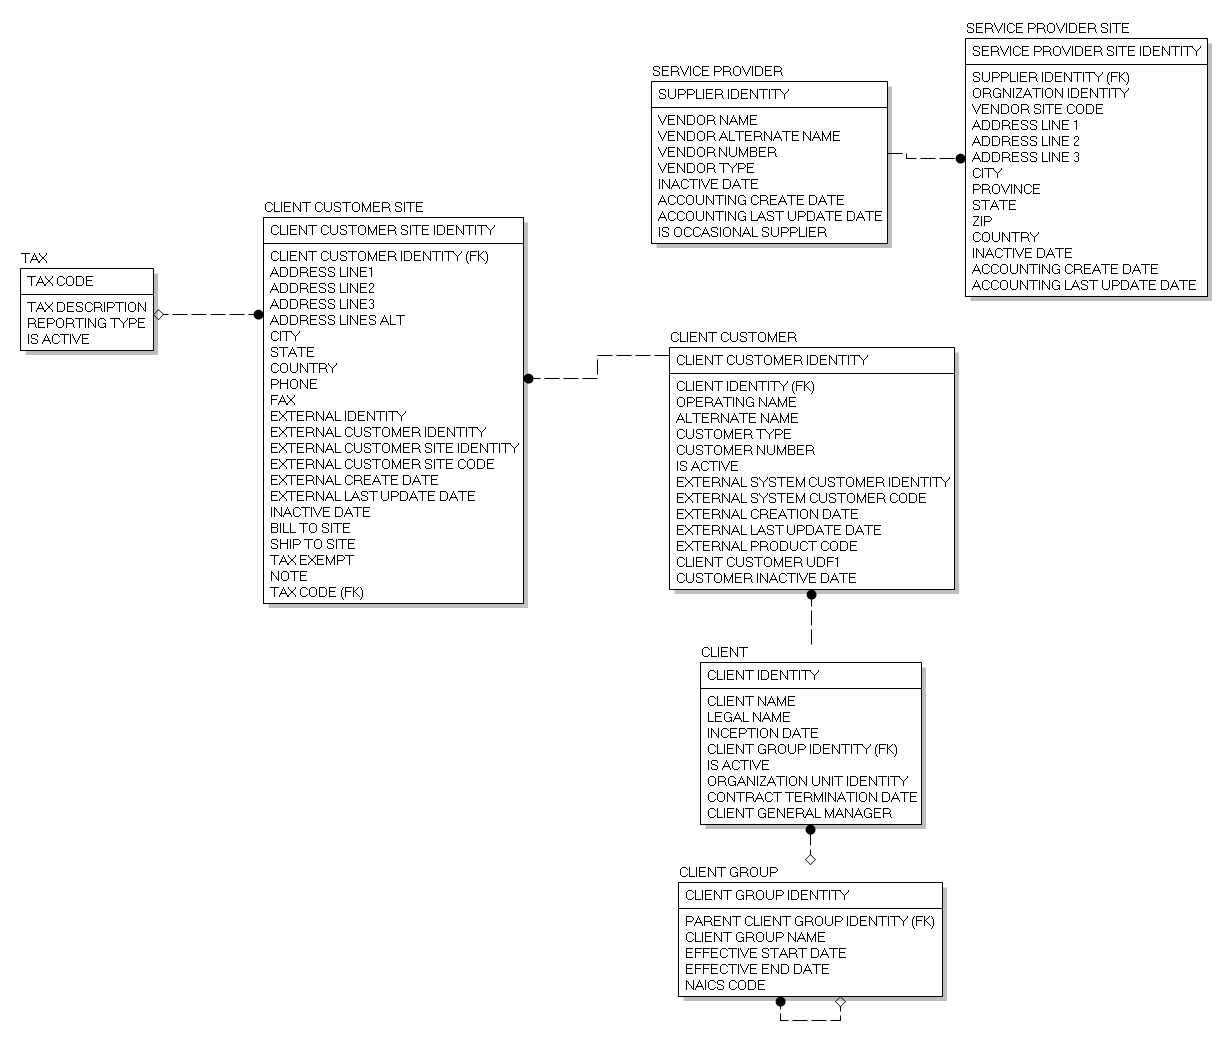 SERVICE PROVIDER SITE
SERVICE PROVIDER SITE IDENTITY
SUPPLIER IDENTITY (FK)
ORGNIZATION IDENTITY
VENDOR SITE CODE
ADDRESS LINE 1
ADDRESS LINE 2
ADDRESS LINE 3
CITY
PROVINCE
STATE
ZIP
COUNTRY
INACTIVE DATE
ACCOUNTING CREATE DATE
ACCOUNTING LAST UPDATE DATE
SERVICE PROVIDER
SUPPLIER IDENTITY
VENDOR NAME
VENDOR ALTERNATE NAME
VENDOR NUMBER
VENDOR TYPE
INACTIVE DATE
ACCOUNTING CREATE DATE
ACCOUNTING LAST UPDATE DATE
IS OCCASIONAL SUPPLIER
CLIENT CUSTOMER SITE
CLIENT CUSTOMER SITE IDENTITY
CLIENT CUSTOMER IDENTITY (FK)
ADDRESS LINE1
ADDRESS LINE2
ADDRESS LINE3
ADDRESS LINES ALT
CITY
STATE
COUNTRY
PHONE
FAX
EXTERNAL IDENTITY
EXTERNAL CUSTOMER IDENTITY
EXTERNAL CUSTOMER SITE IDENTITY
EXTERNAL CUSTOMER SITE CODE
EXTERNAL CREATE DATE
EXTERNAL LAST UPDATE DATE
INACTIVE DATE
BILL TO SITE
SHIP TO SITE
TAX EXEMPT
NOTE
TAX CODE (FK)
TAX
TAX CODE
TAX DESCRIPTION
REPORTING TYPE
IS ACTIVE
CLIENT CUSTOMER
CLIENT CUSTOMER IDENTITY
CLIENT IDENTITY (FK)
OPERATING NAME
ALTERNATE NAME
CUSTOMER TYPE
CUSTOMER NUMBER
IS ACTIVE
EXTERNAL SYSTEM CUSTOMER IDENTITY
EXTERNAL SYSTEM CUSTOMER CODE
EXTERNAL CREATION DATE
EXTERNAL LAST UPDATE DATE
EXTERNAL PRODUCT CODE
CLIENT CUSTOMER UDF1
CUSTOMER INACTIVE DATE
CLIENT
CLIENT IDENTITY
CLIENT NAME
LEGAL NAME
INCEPTION DATE
CLIENT GROUP IDENTITY (FK)
IS ACTIVE
ORGANIZATION UNIT IDENTITY
CONTRACT TERMINATION DATE
CLIENT GENERAL MANAGER
CLIENT GROUP
CLIENT GROUP IDENTITY
PARENT CLIENT GROUP IDENTITY (FK)
CLIENT GROUP NAME
EFFECTIVE START DATE
EFFECTIVE END DATE
NAICS CODE